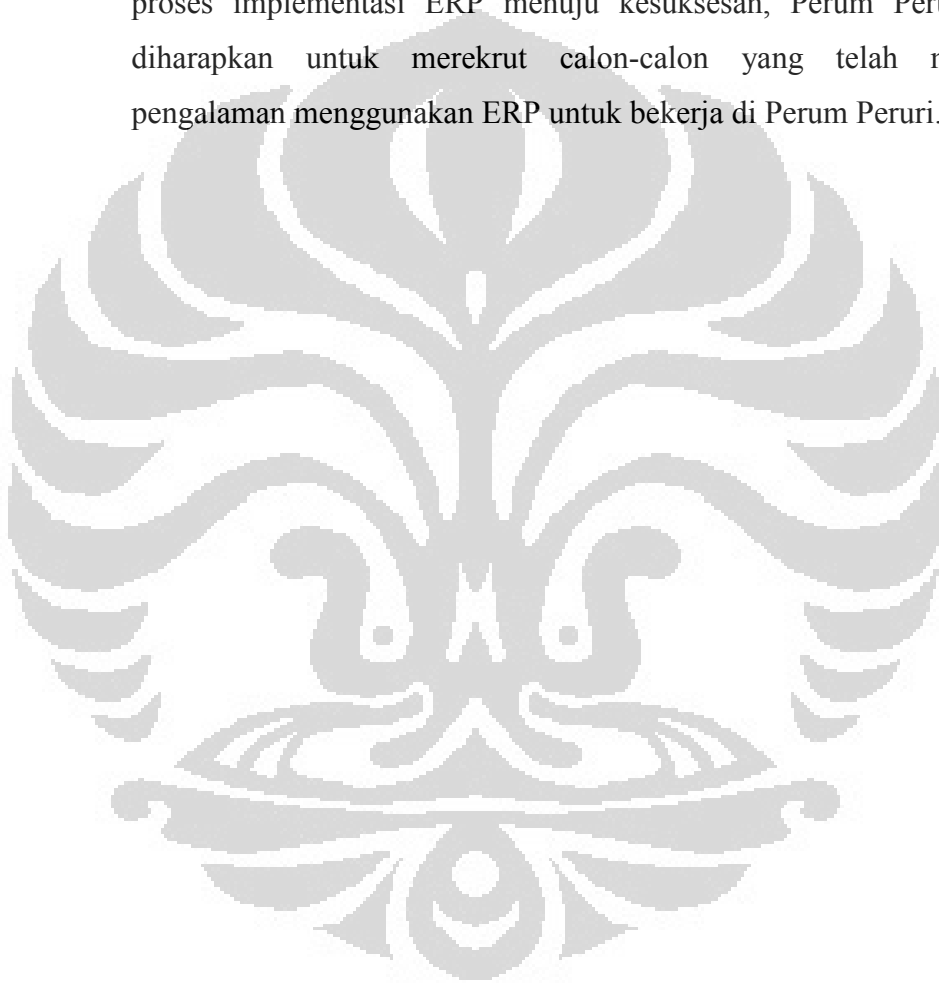 proses implementasi ERP menuju kesuksesan, Perum
diharapkan untuk merekrut calon-calon yang telah
pengalaman menggunakan ERP untuk bekerja di Perum Peruri.